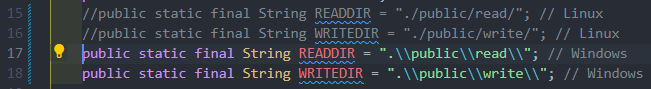 15 //public static final String READDIR = "./public/read/"; // Linux
16 //public static final String WRITEDIR = "./public/write/"; // Linux
17 public static final String READDIR = ".\\public\\read\\"; // Windows
18 public static final String WRITEDIR = ".\\public\\write\\"; // Windows